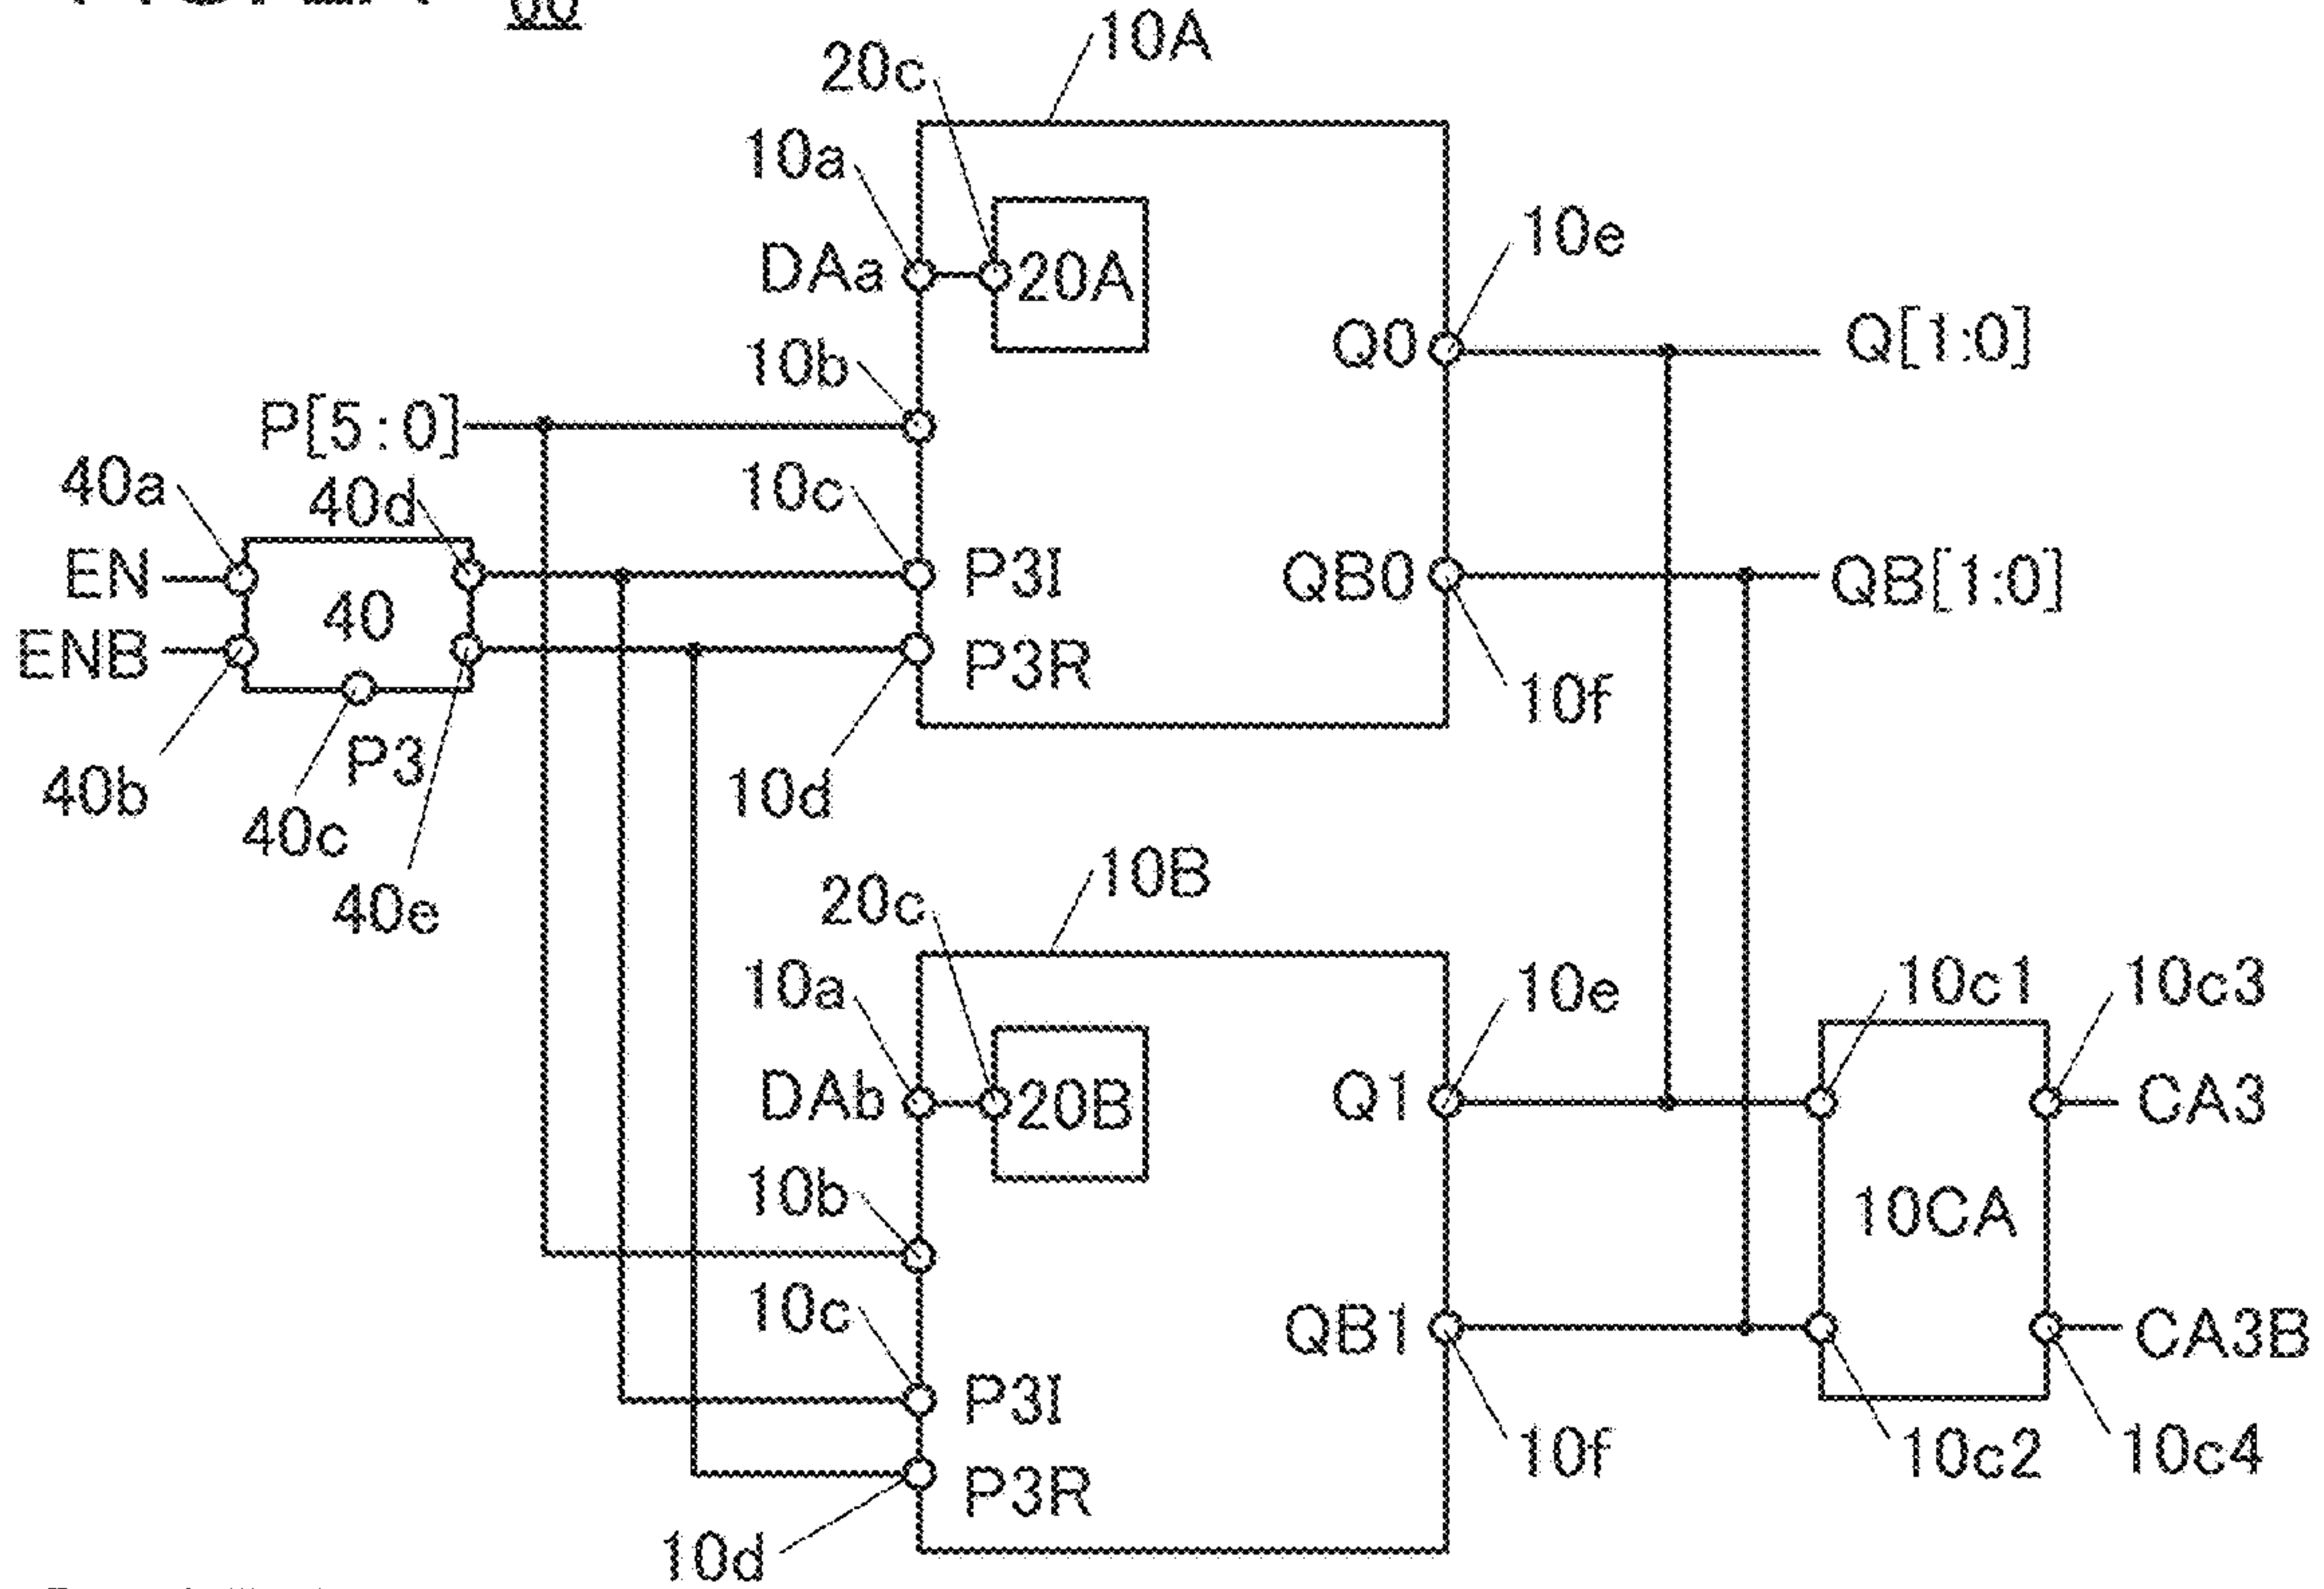 10A
20c
10a
DAa
20A
10e
Q0
Q[1:0]
10b
P[5:0]
40a
40d
10c
EN
40
P3I
QB0
QB[1:0]
ENB
P3R
10f
P3
40b
40c
10d
40e
10B
20c
10a
10e
10c1
10c3
DAb
20B
Q1
CA3
10b
10CA
10c
QB1
CA3B
P3I
10f
10c2
10c4
P3R
10d